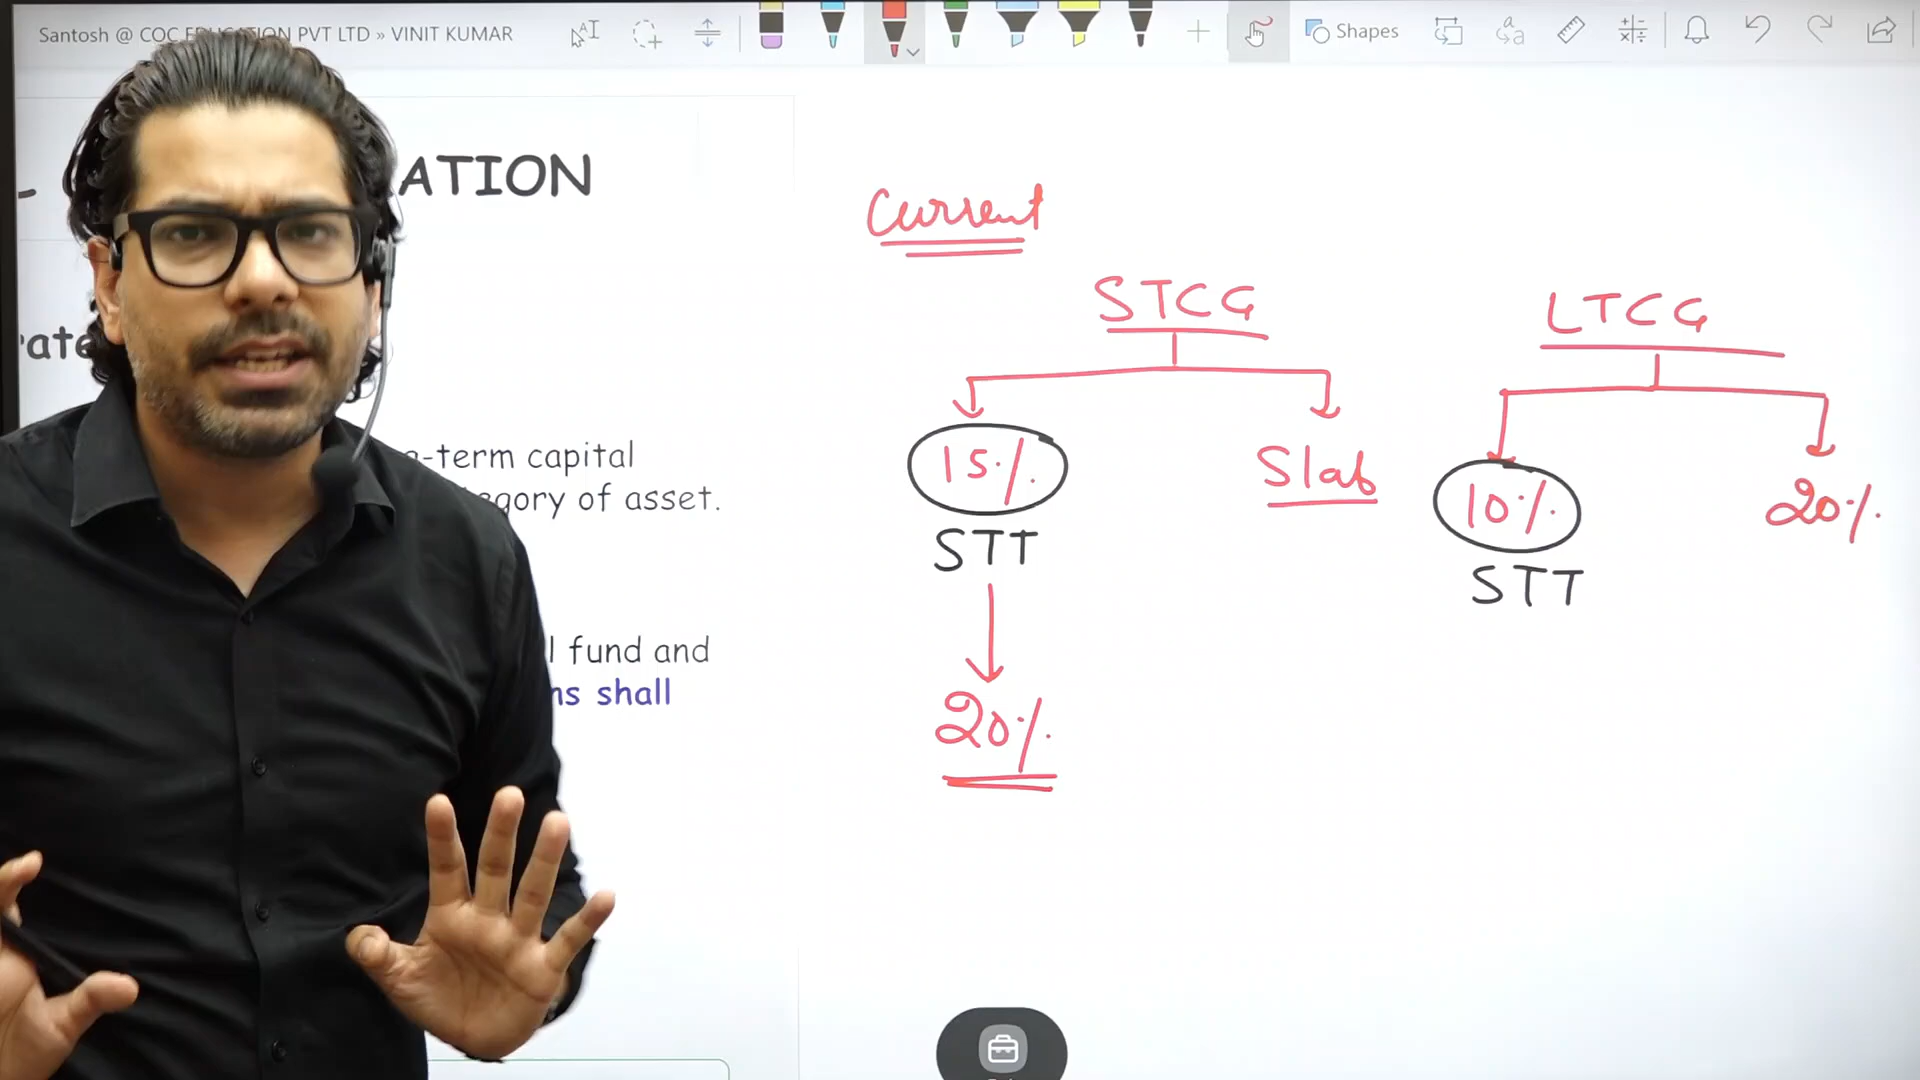 Santosh @ COC EDUCATION PVT LTD » VINIT KUMAR
Shapes
ATION
rate
-term capital
gory of asset.
l fund and
ns shall
Current
STCG
LTCG
15%
Slab
10%
20%
STT
STT
20%